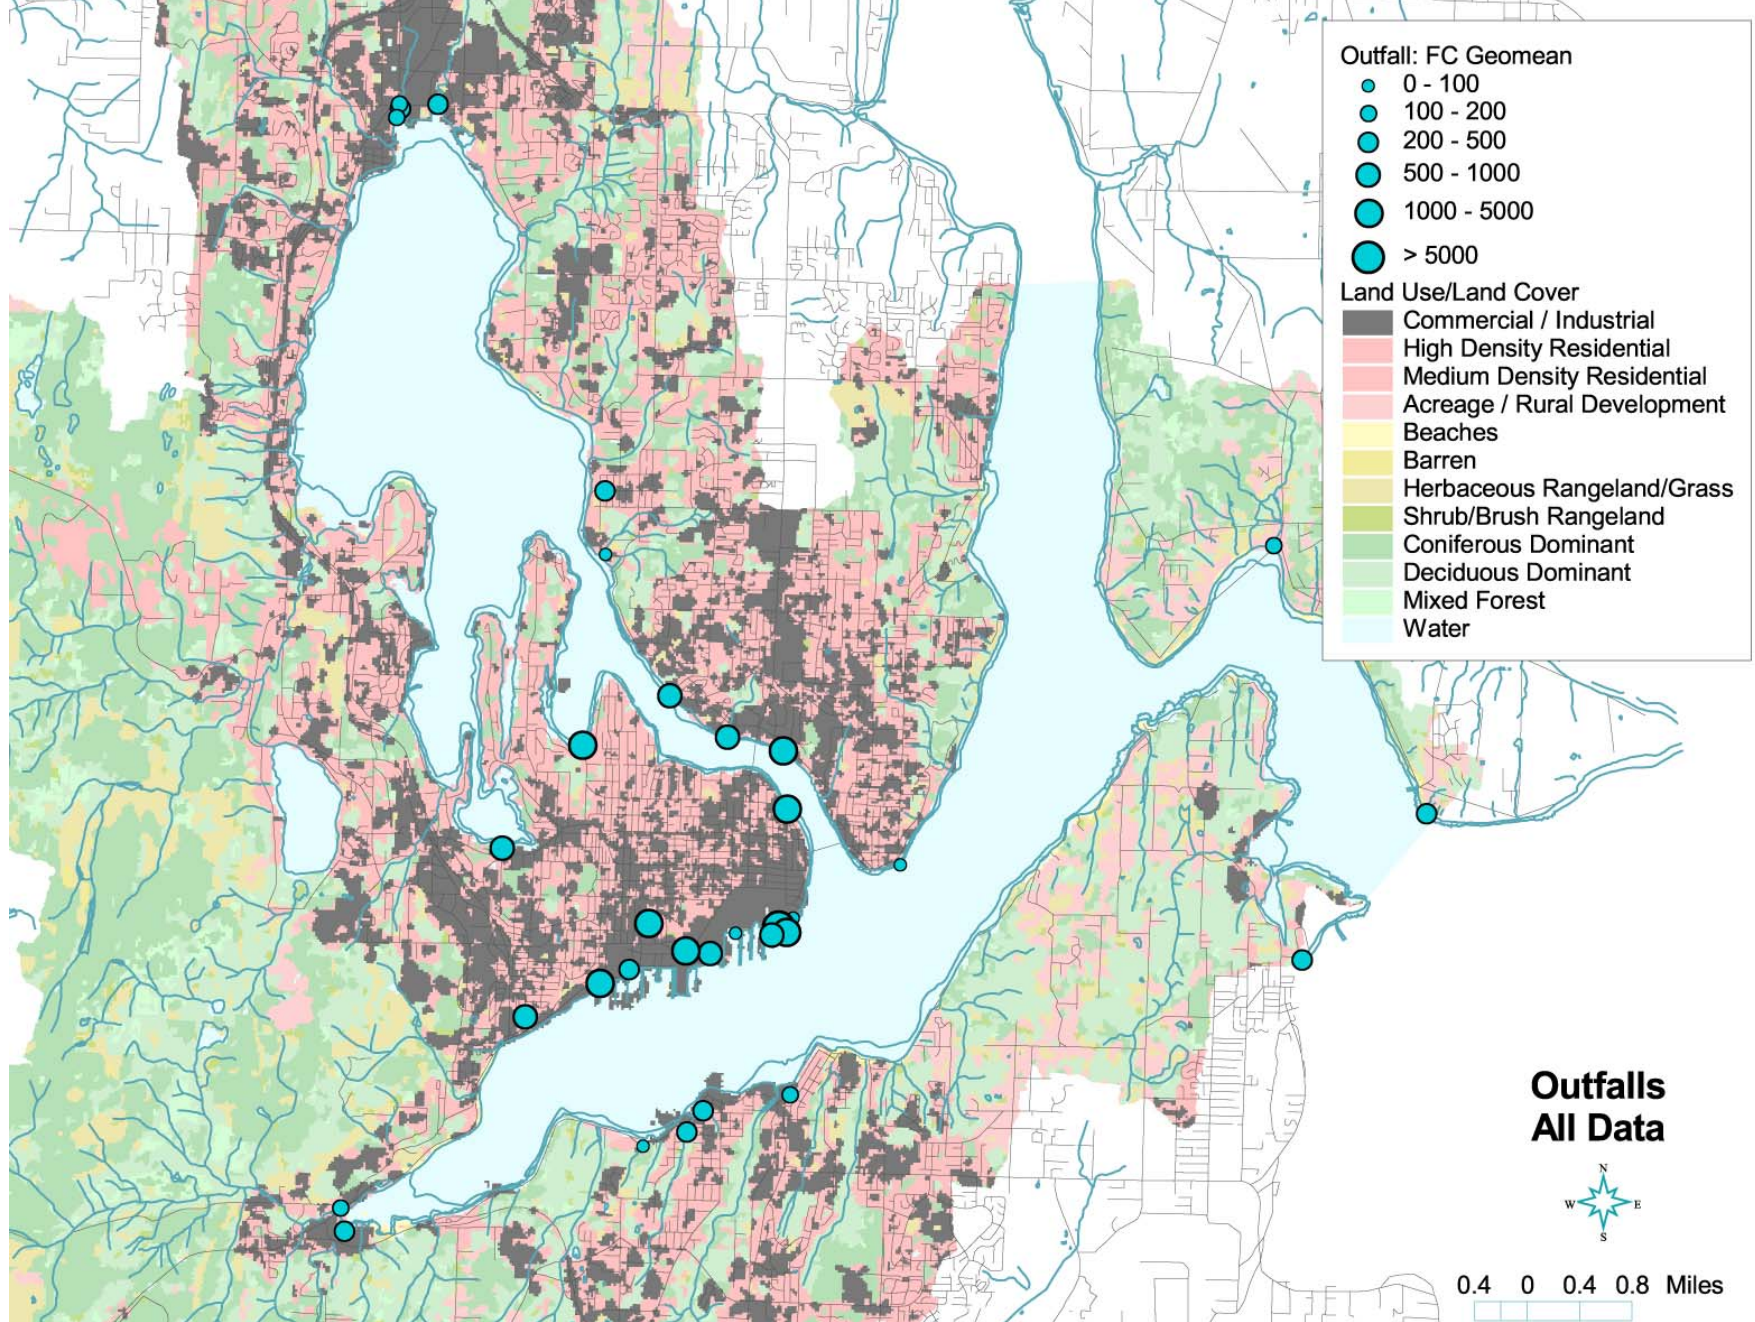 Outfall: FC Geomean
0 - 100
100 - 200
200 - 500
500 - 1000
1000 - 5000
> 5000
Land Use/Land Cover
Commercial / Industrial
High Density Residential
Medium Density Residential
Acreage / Rural Development
Beaches
Barren
Herbaceous Rangeland/Grass
Shrub/Brush Rangeland
Coniferous Dominant
Deciduous Dominant
Mixed Forest
Water
Outfalls
All Data
N
W E
S
0.4 0 0.4 0.8 Miles